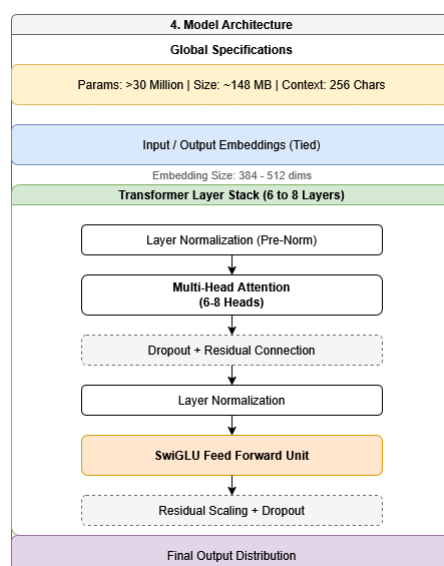 4. Model Architecture
Global Specifications
Params: >30 Million | Size: ~148 MB | Context: 256 Chars
Input / Output Embeddings (Tied)
Embedding Size: 384 - 512 dims
Transformer Layer Stack (6 to 8 Layers)
Layer Normalization (Pre-Norm)
Multi-Head Attention
(6-8 Heads)
Dropout + Residual Connection
Layer Normalization
SwiGLU Feed Forward Unit
Residual Scaling + Dropout
Final Output Distribution